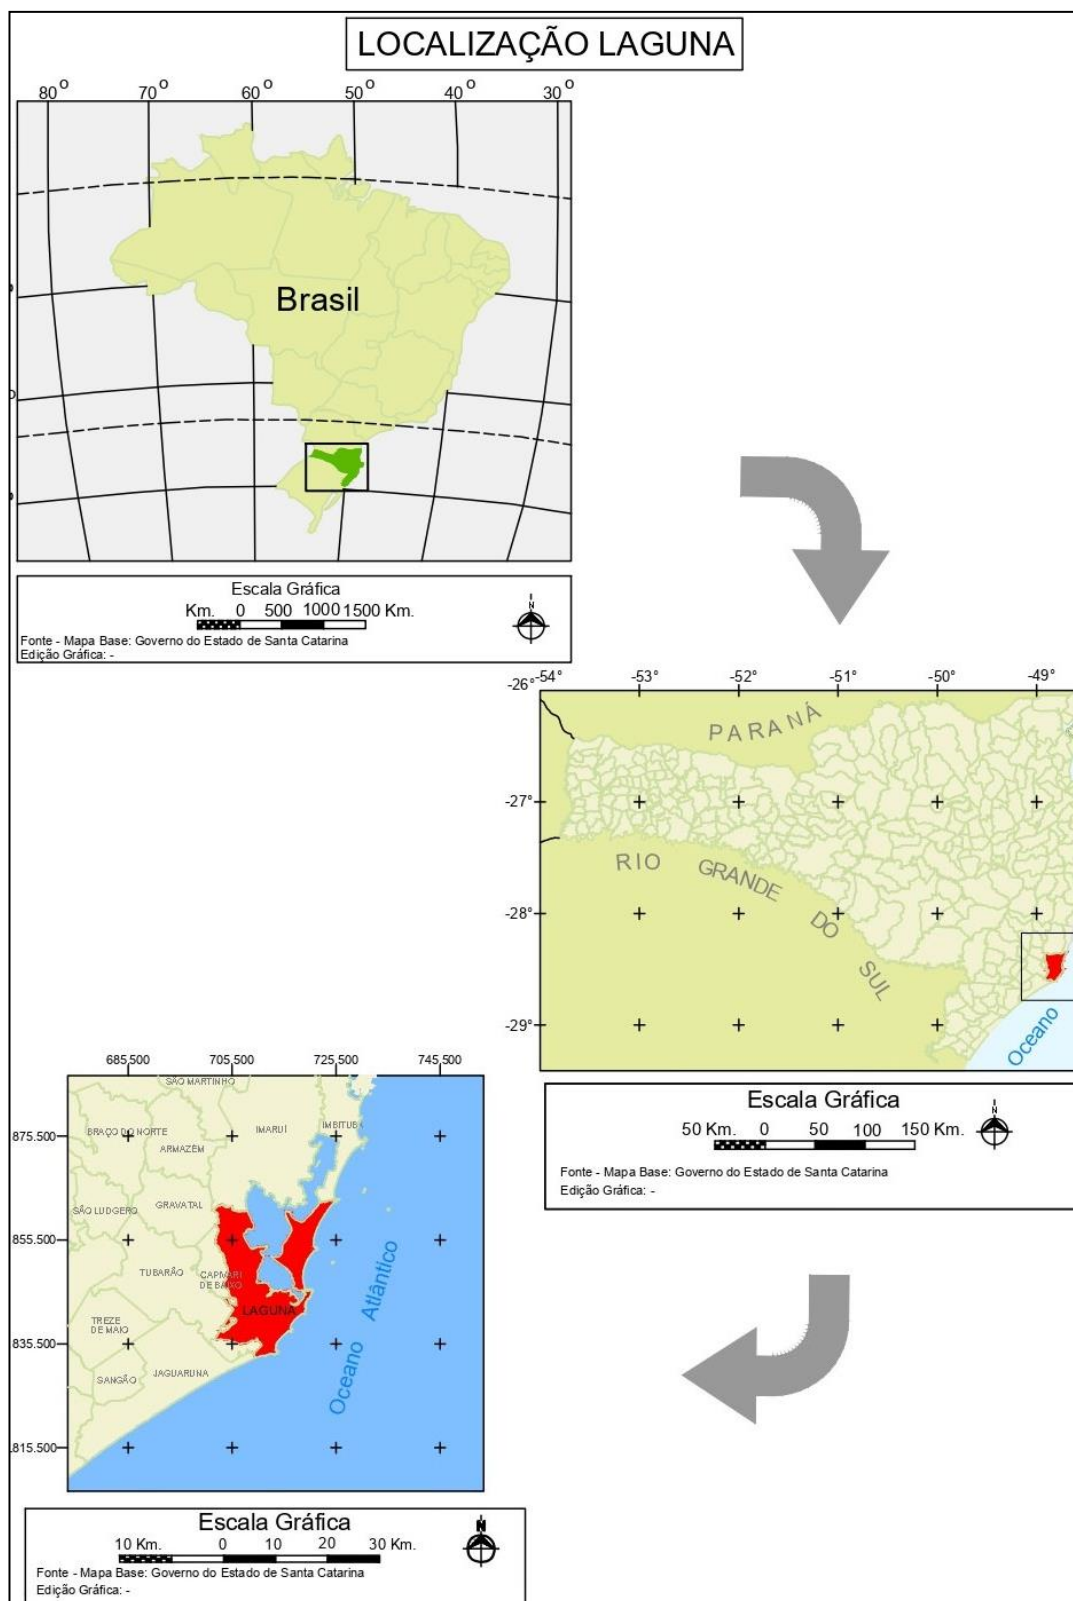 LOCALIZAÇÃO LAGUNA
80° 70° 60° 50° 40° 30°
Brasil
Escala Gráfica
Km. 0 500 1000 1500 Km.
N
Fonte - Mapa Base: Governo do Estado de Santa Catarina
Edição Gráfica: -
-54° -53° -52° -51° -50° -49°
-26°
PARANÁ
-27°
RIO GRANDE DO SUL
-28°
-29°
Oceano
Escala Gráfica
50 Km. 0 50 100 150 Km.
N
Fonte - Mapa Base: Governo do Estado de Santa Catarina
Edição Gráfica: -
685,500 705,500 725,500 745,500
SÃO MARTINHO
BRAÇO DO NORTE
IMARUÍ
IMBITUBA
875.500
ARMAZÉM
SÃO LUDGERO
GRAVATAL
855.500
TUBARÃO
CAPIVARI
DE BAIXO
Oceano Atlântico
LAGUNA
TREZE
DE MAIO
835.500
SANGÃO
JAGUARUNA
815.500
Escala Gráfica
10 Km. 0 10 20 30 Km.
N
Fonte - Mapa Base: Governo do Estado de Santa Catarina
Edição Gráfica: -